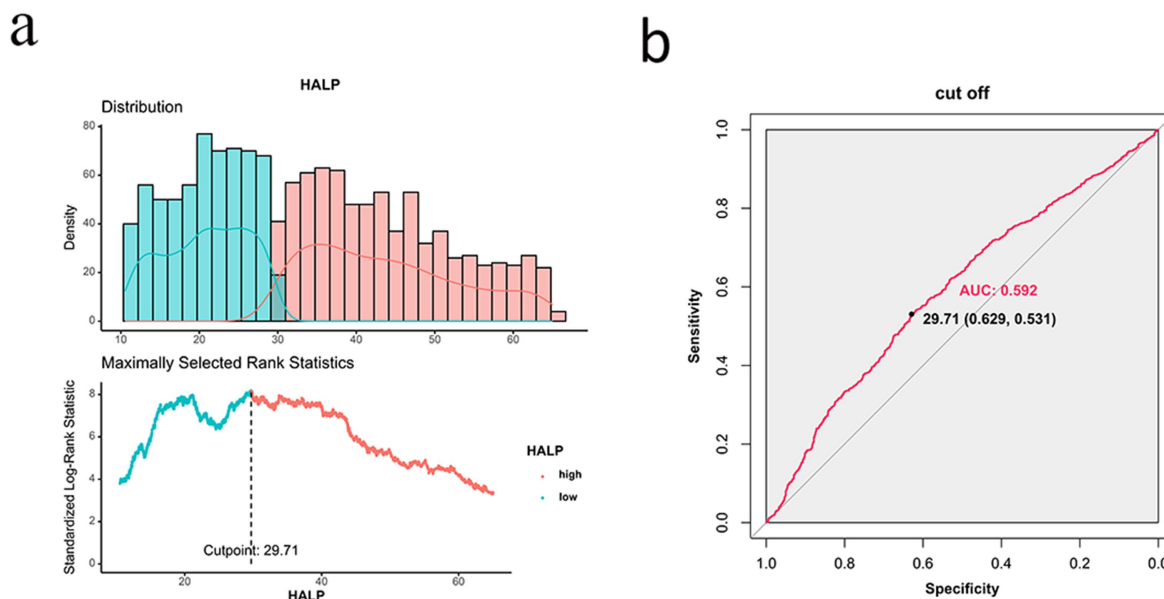 a
HALP
Distribution
Density
80
60
40
20
0
10 20 30 40 50 60
Maximally Selected Rank Statistics
Standardized Log-Rank Statistic
8
6
4
2
0
Cutpoint: 29.71
20 40 60
HALP
HALP
high
low
b
cut off
Sensitivity
1.0
0.8
0.6
0.4
0.2
0.0
AUC: 0.592
29.71 (0.629, 0.531)
1.0 0.8 0.6 0.4 0.2
Specificity